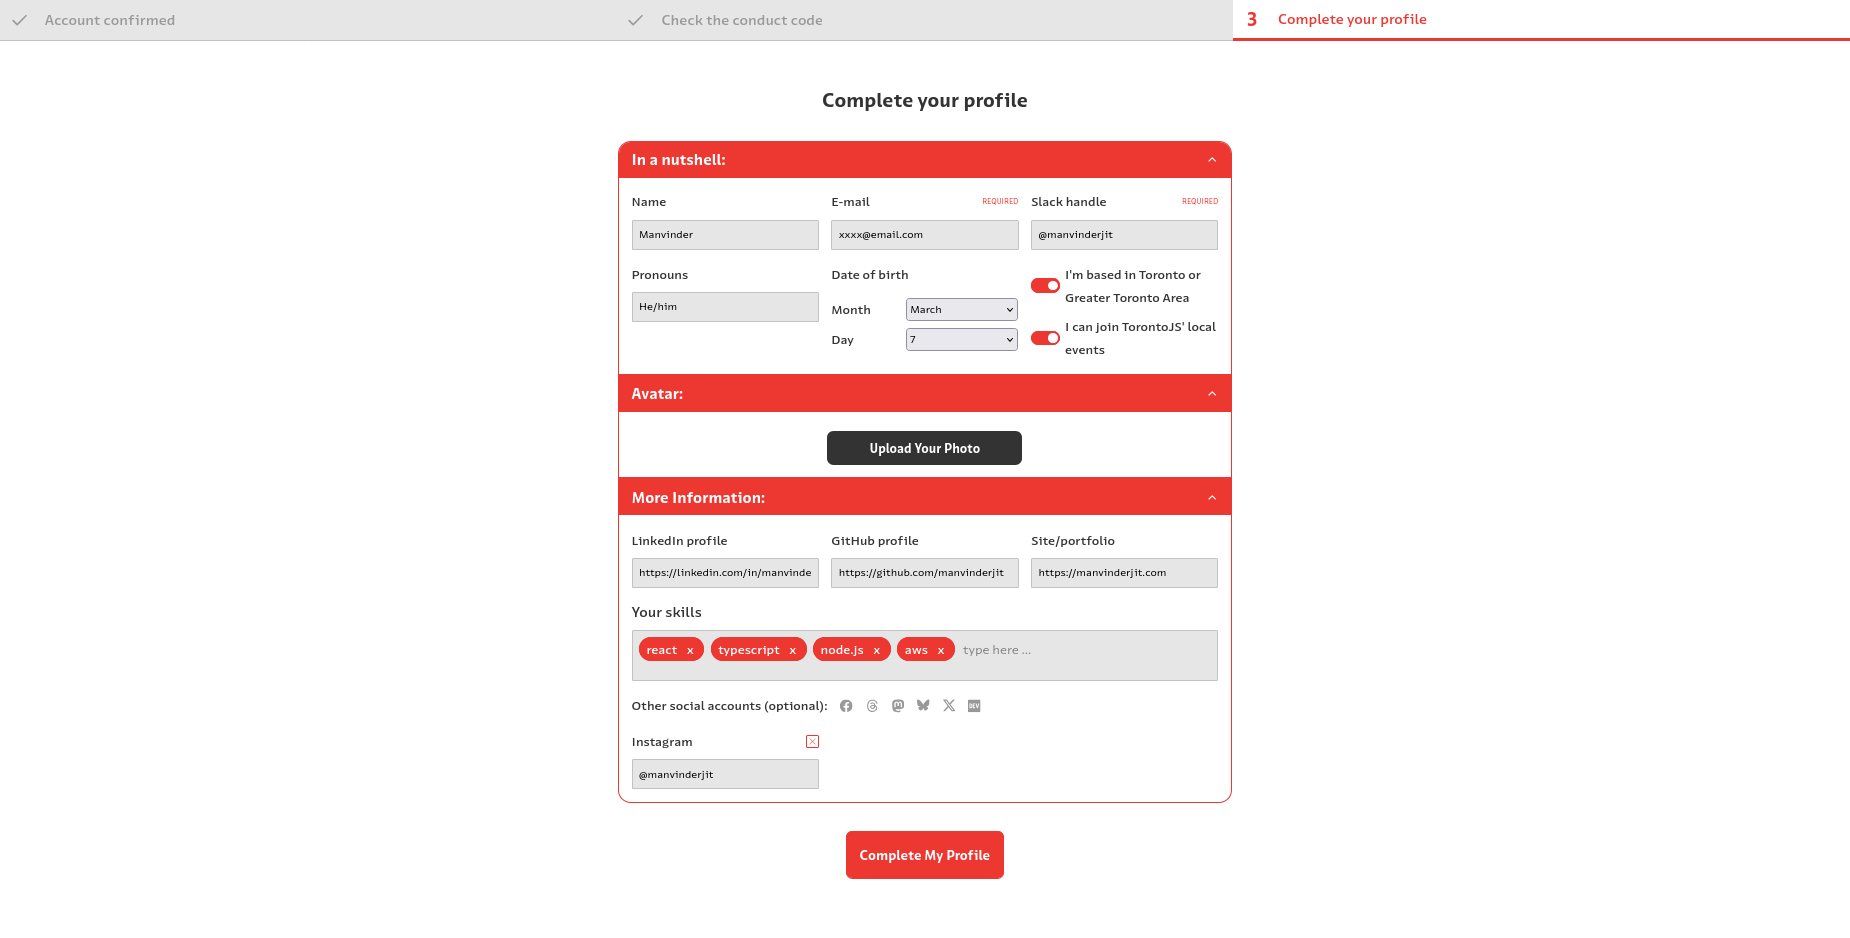 Account confirmed
Check the conduct code
3 Complete your profile
Complete your profile
In a nutshell:
Name
E-mail REQUIRED
Slack handle REQUIRED
Manvinder
xxxx@email.com
@manvinderjit
Pronouns
He/him
Date of birth
Month March
Day 7
I'm based in Toronto or
Greater Toronto Area
I can join TorontoJS' local
events
Avatar:
Upload Your Photo
More Information:
LinkedIn profile
GitHub profile
Site/portfolio
https://linkedin.com/in/manvinde
https://github.com/manvinderjit
https://manvinderjit.com
Your skills
react x typescript x node.js x aws x type here ...
Other social accounts (optional): DEV
Instagram
@manvinderjit
Complete My Profile